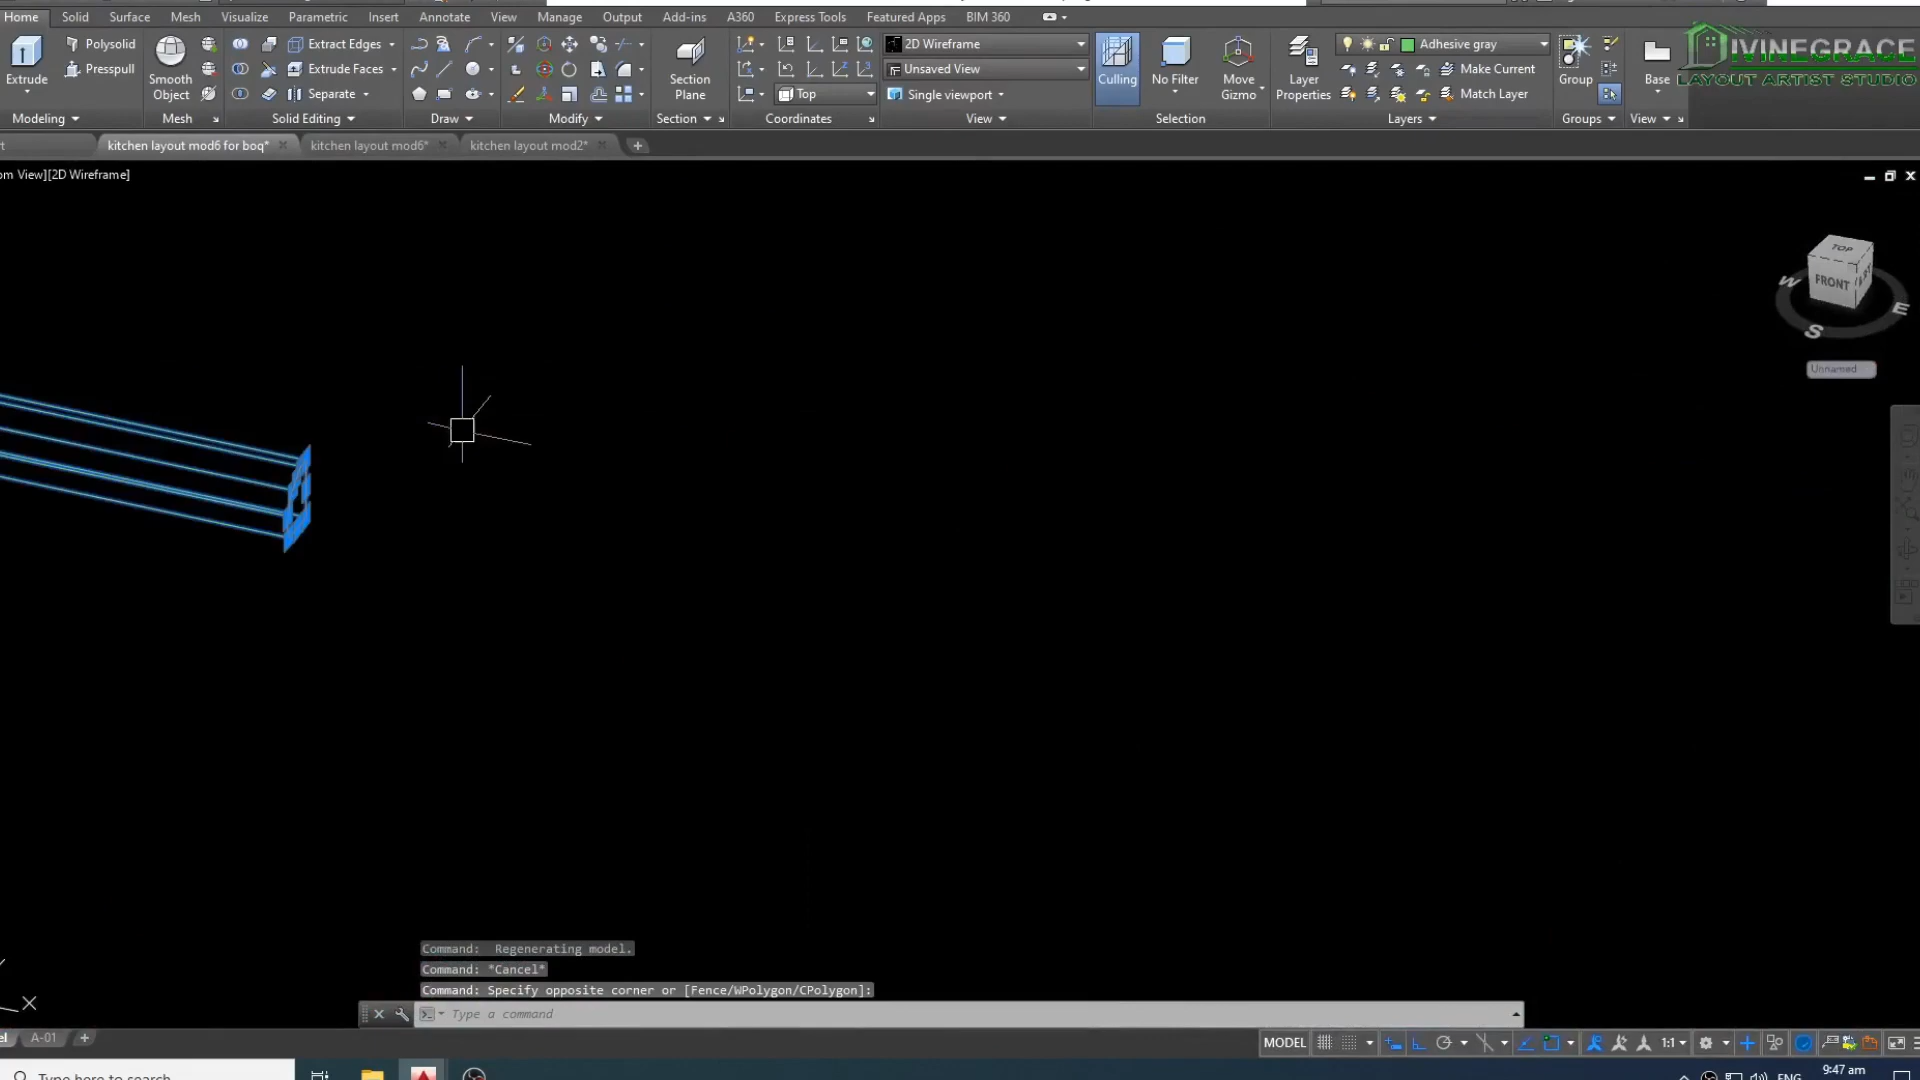 Home Solid Surface Mesh Visualize Parametric Insert Annotate View Manage Output Add-ins A360 Express Tools Featured Apps BIM 360
Polysolid Extract Edges 2D Wireframe Adhesive gray
Presspull Extrude Faces Unsaved View Make Current
Separate Top Single viewport Match Layer
Extrude Smooth Object Section Plane Culling No Filter Move Gizmo Layer Properties Group Base
IVINEGRACE
LAYOUT ARTIST STUDIO
Modeling Mesh Solid Editing Draw Modify Section Coordinates View Selection Layers Groups View
kitchen layout mod6 for boq* kitchen layout mod6* kitchen layout mod2*
om View][2D Wireframe]
TOP
FRONT
W
E
S
Unnamed
Command: Regenerating model.
Command: *Cancel*
Command: Specify opposite corner or [Fence/WPolygon/CPolygon]:
X
Type a command
A-01
MODEL 1:1
Type here to search
ENG 9:47 am